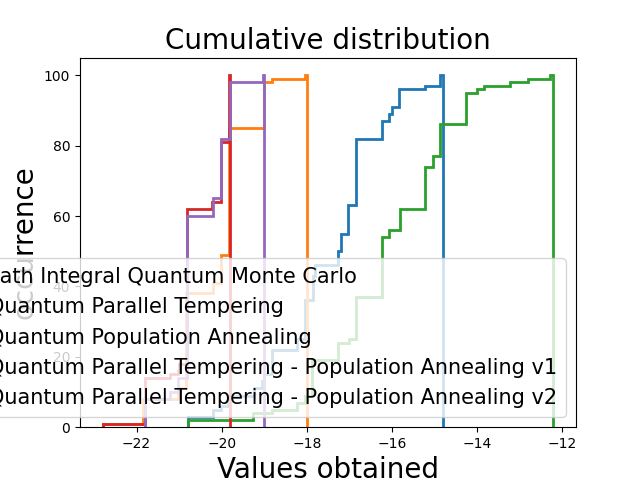 Cumulative distribution
occurrence
100
80
60
40
20
0
ath Integral Quantum Monte Carlo
Quantum Parallel Tempering
Quantum Population Annealing
Quantum Parallel Tempering - Population Annealing v1
Quantum Parallel Tempering - Population Annealing v2
−22 −20 −18 −16 −14 −12
Values obtained